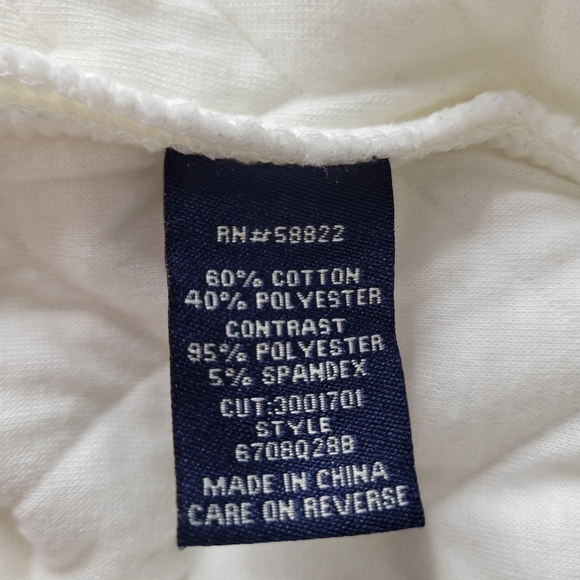 RN#58822
60% COTTON
40% POLYESTER
CONTRAST
95% POLYESTER
5% SPANDEX
CUT:3001701
STYLE
6708Q28B
MADE IN CHINA
CARE ON REVERSE